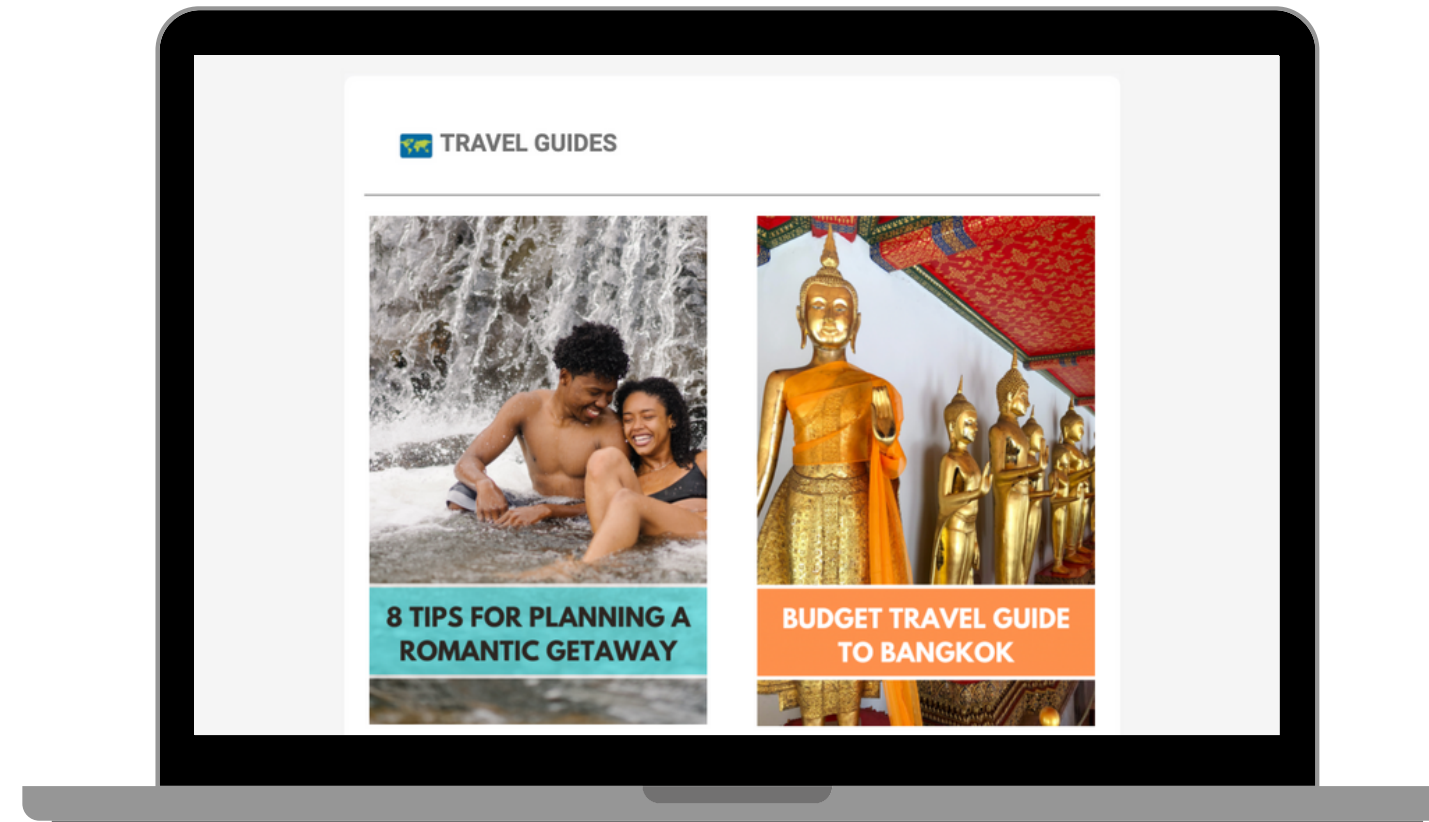 TRAVEL GUIDES
8 TIPS FOR PLANNING A
ROMANTIC GETAWAY
BUDGET TRAVEL GUIDE
TO BANGKOK